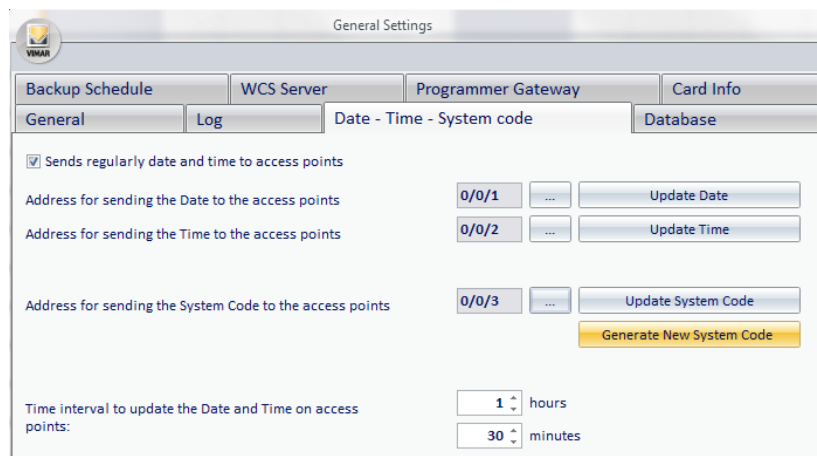 General Settings
VIMAR
Backup Schedule WCS Server Programmer Gateway Card Info
General Log Date - Time - System code Database
Sends regularly date and time to access points
Address for sending the Date to the access points 0/0/1 ... Update Date
Address for sending the Time to the access points 0/0/2 ... Update Time
Address for sending the System Code to the access points 0/0/3 ... Update System Code
Generate New System Code
Time interval to update the Date and Time on access 1 hours
points:
30 minutes